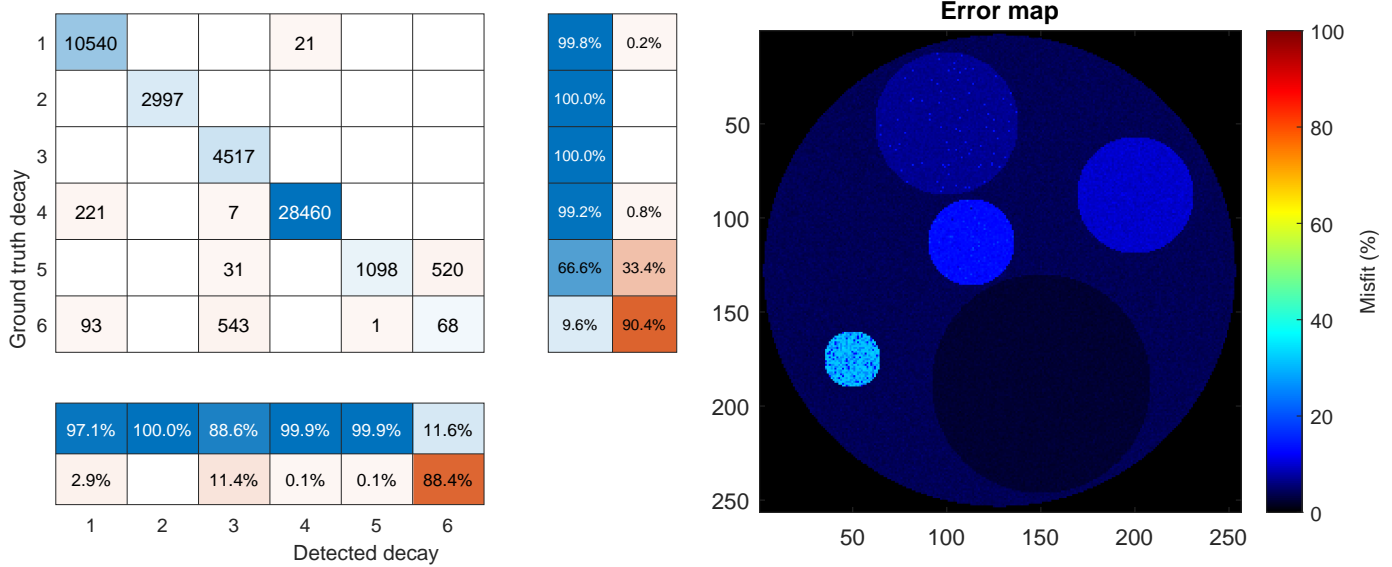 1 10540 21 99.8% 0.2%
2 2997 100.0%
3 4517 100.0%
4 221 7 28460 99.2% 0.8%
5 31 1098 520 66.6% 33.4%
6 93 543 1 68 9.6% 90.4%
Ground truth decay
97.1% 100.0% 88.6% 99.9% 99.9% 11.6%
2.9% 11.4% 0.1% 0.1% 88.4%
1 2 3 4 5 6
Detected decay
Error map
50
100
150
200
250
50 100 150 200 250
100
80
60
40
20
0
Misfit (%)